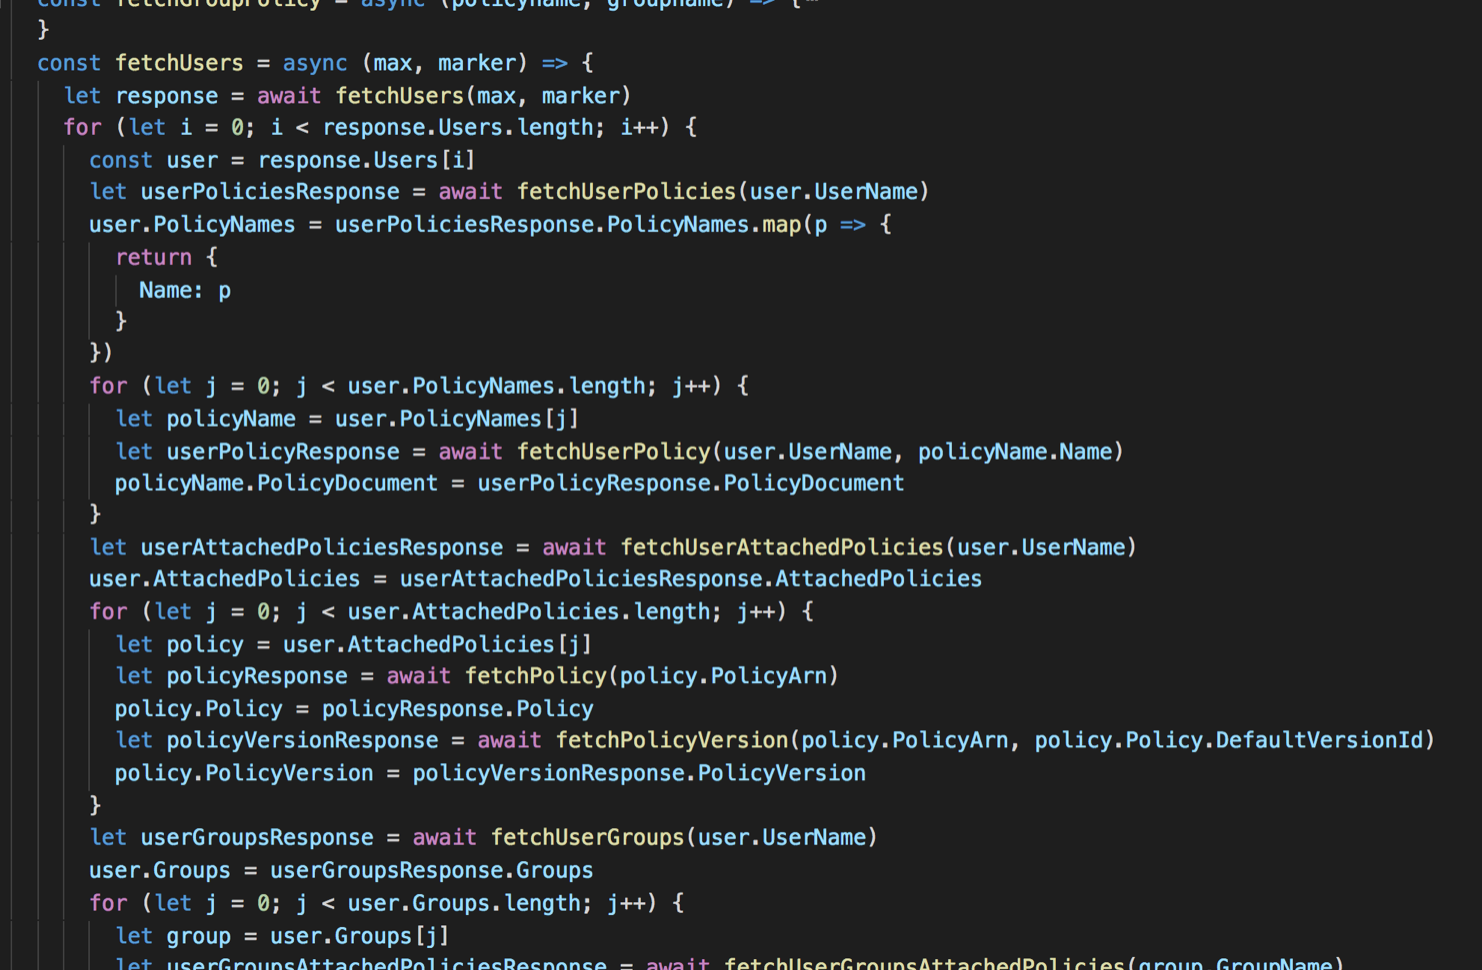 const fetchGroupPolicy = async (policyname, groupname) => {…
}
const fetchUsers = async (max, marker) => {
let response = await fetchUsers(max, marker)
for (let i = 0; i < response.Users.length; i++) {
const user = response.Users[i]
let userPoliciesResponse = await fetchUserPolicies(user.UserName)
user.PolicyNames = userPoliciesResponse.PolicyNames.map(p => {
return {
Name: p
}
})
for (let j = 0; j < user.PolicyNames.length; j++) {
let policyName = user.PolicyNames[j]
let userPolicyResponse = await fetchUserPolicy(user.UserName, policyName.Name)
policyName.PolicyDocument = userPolicyResponse.PolicyDocument
}
let userAttachedPoliciesResponse = await fetchUserAttachedPolicies(user.UserName)
user.AttachedPolicies = userAttachedPoliciesResponse.AttachedPolicies
for (let j = 0; j < user.AttachedPolicies.length; j++) {
let policy = user.AttachedPolicies[j]
let policyResponse = await fetchPolicy(policy.PolicyArn)
policy.Policy = policyResponse.Policy
let policyVersionResponse = await fetchPolicyVersion(policy.PolicyArn, policy.Policy.DefaultVersionId)
policy.PolicyVersion = policyVersionResponse.PolicyVersion
}
let userGroupsResponse = await fetchUserGroups(user.UserName)
user.Groups = userGroupsResponse.Groups
for (let j = 0; j < user.Groups.length; j++) {
let group = user.Groups[j]
let userGroupsAttachedPoliciesResponse = await fetchUserGroupsAttachedPolicies(group.GroupName)